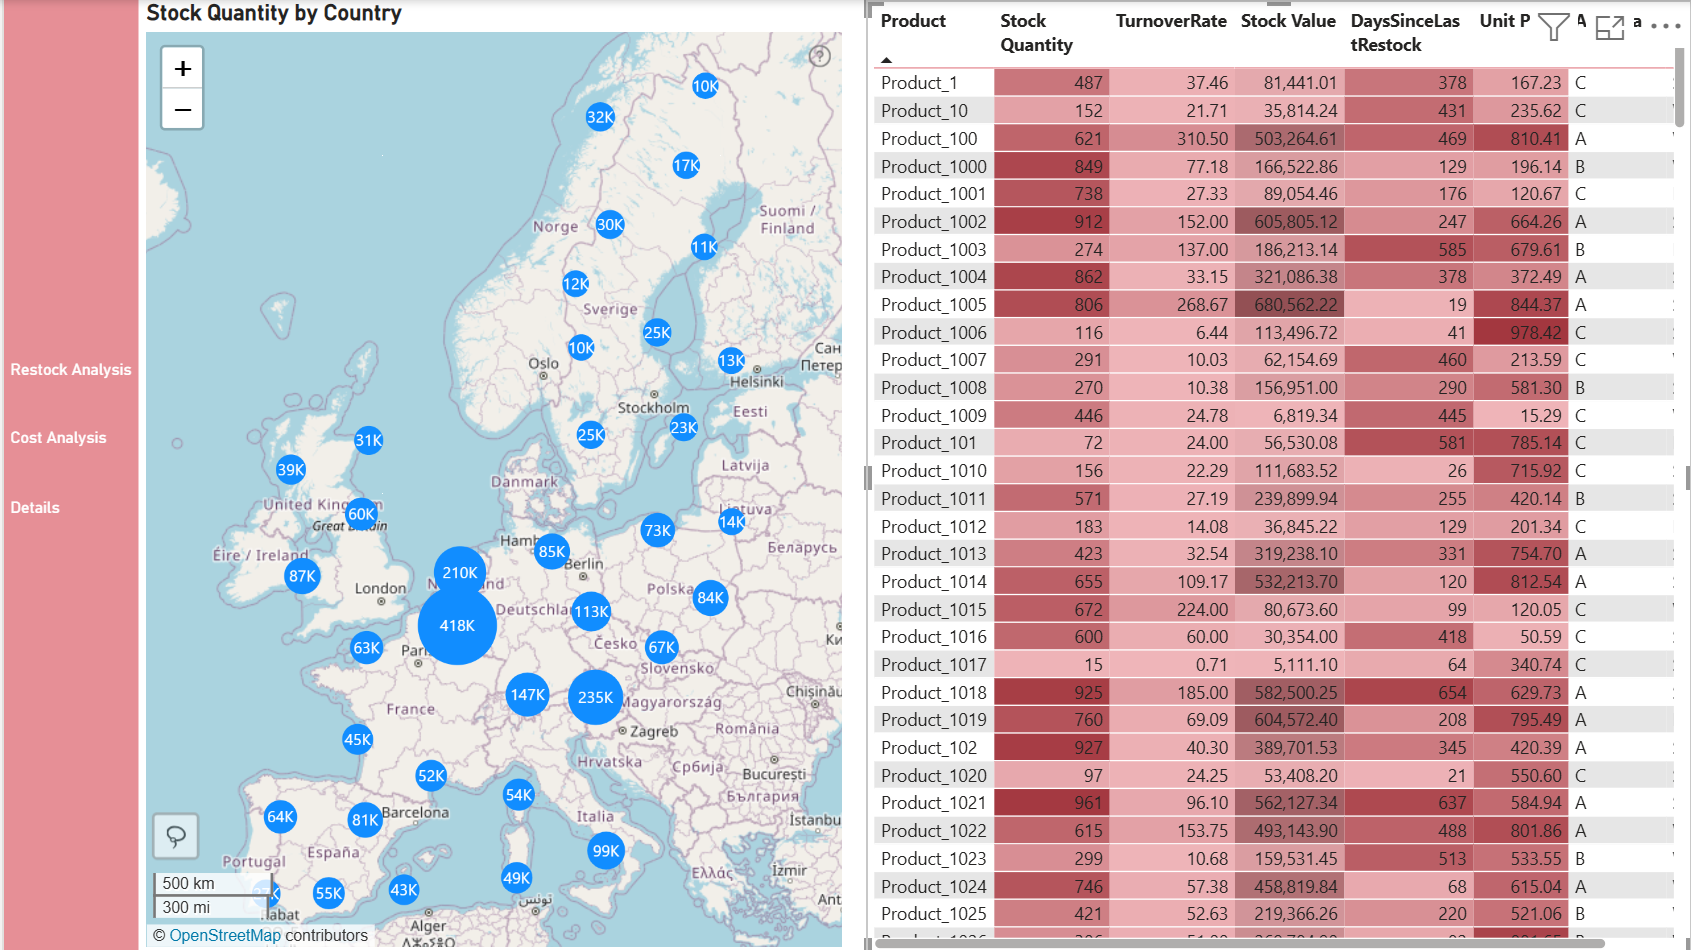 Stock Quantity by Country
Restock Analysis
Cost Analysis
Details
+
−
?
10K
32K
17K
Suomi /
Finland
Norge
30K
11K
12K
Sverige
25K
10K
Oslo
13K
Helsinki
Stockholm
Eesti
23K
25K
31K
39K
Latvija
Danmark
United Kingdom
60K
Great Britain
14K
Lietuva
73K
Беларусь
Éire / Ireland
85K
Berlin
87K
210K
London
Polska
84K
Deutschland
113K
418K
Česko
63K
67K
Slovensko
147K
235K
Magyarország
Chișinău
France
Zagreb
România
45K
Hrvatska
Србија
București
52K
54K
България
64K
81K
Barcelona
Italia
España
99K
Portugal
Ελλάς
İzmir
49K
55K
43K
تونس
Alger
500 km
300 mi
© OpenStreetMap contributors
Product Stock Quantity TurnoverRate Stock Value DaysSinceLastRestock Unit P
Product_1 487 37.46 81,441.01 378 167.23 C
Product_10 152 21.71 35,814.24 431 235.62 C
Product_100 621 310.50 503,264.61 469 810.41 A
Product_1000 849 77.18 166,522.86 129 196.14 B
Product_1001 738 27.33 89,054.46 176 120.67 C
Product_1002 912 152.00 605,805.12 247 664.26 A
Product_1003 274 137.00 186,213.14 585 679.61 B
Product_1004 862 33.15 321,086.38 378 372.49 A
Product_1005 806 268.67 680,562.22 19 844.37 A
Product_1006 116 6.44 113,496.72 41 978.42 C
Product_1007 291 10.03 62,154.69 460 213.59 C
Product_1008 270 10.38 156,951.00 290 581.30 B
Product_1009 446 24.78 6,819.34 445 15.29 C
Product_101 72 24.00 56,530.08 581 785.14 C
Product_1010 156 22.29 111,683.52 26 715.92 C
Product_1011 571 27.19 239,899.94 255 420.14 B
Product_1012 183 14.08 36,845.22 129 201.34 C
Product_1013 423 32.54 319,238.10 331 754.70 A
Product_1014 655 109.17 532,213.70 120 812.54 A
Product_1015 672 224.00 80,673.60 99 120.05 C
Product_1016 600 60.00 30,354.00 418 50.59 C
Product_1017 15 0.71 5,111.10 64 340.74 C
Product_1018 925 185.00 582,500.25 654 629.73 A
Product_1019 760 69.09 604,572.40 208 795.49 A
Product_102 927 40.30 389,701.53 345 420.39 A
Product_1020 97 24.25 53,408.20 21 550.60 C
Product_1021 961 96.10 562,127.34 637 584.94 A
Product_1022 615 153.75 493,143.90 488 801.86 A
Product_1023 299 10.68 159,531.45 513 533.55 B
Product_1024 746 57.38 458,819.84 68 615.04 A
Product_1025 421 52.63 219,366.26 220 521.06 B